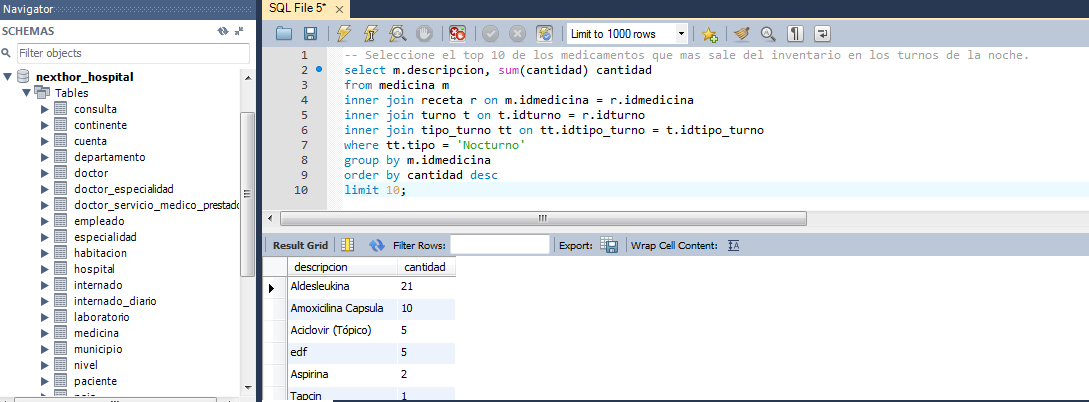 Navigator
SCHEMAS
Filter objects
nexthor_hospital
Tables
consulta
continente
cuenta
departamento
doctor
doctor_especialidad
doctor_servicio_medico_prestado
empleado
especialidad
habitacion
hospital
internado
internado_diario
laboratorio
medicina
municipio
nivel
paciente
SQL File 5*
Limit to 1000 rows
1 -- Seleccione el top 10 de los medicamentos que mas sale del inventario en los turnos de la noche.
2 select m.descripcion, sum(cantidad) cantidad
3 from medicina m
4 inner join receta r on m.idmedicina = r.idmedicina
5 inner join turno t on t.idturno = r.idturno
6 inner join tipo_turno tt on tt.idtipo_turno = t.idtipo_turno
7 where tt.tipo = 'Nocturno'
8 group by m.idmedicina
9 order by cantidad desc
10 limit 10;
Result Grid Filter Rows: Export: Wrap Cell Content:
descripcion cantidad
Aldesleukina 21
Amoxicilina Capsula 10
Aciclovir (Tópico) 5
edf 5
Aspirina 2
Tapcin 1